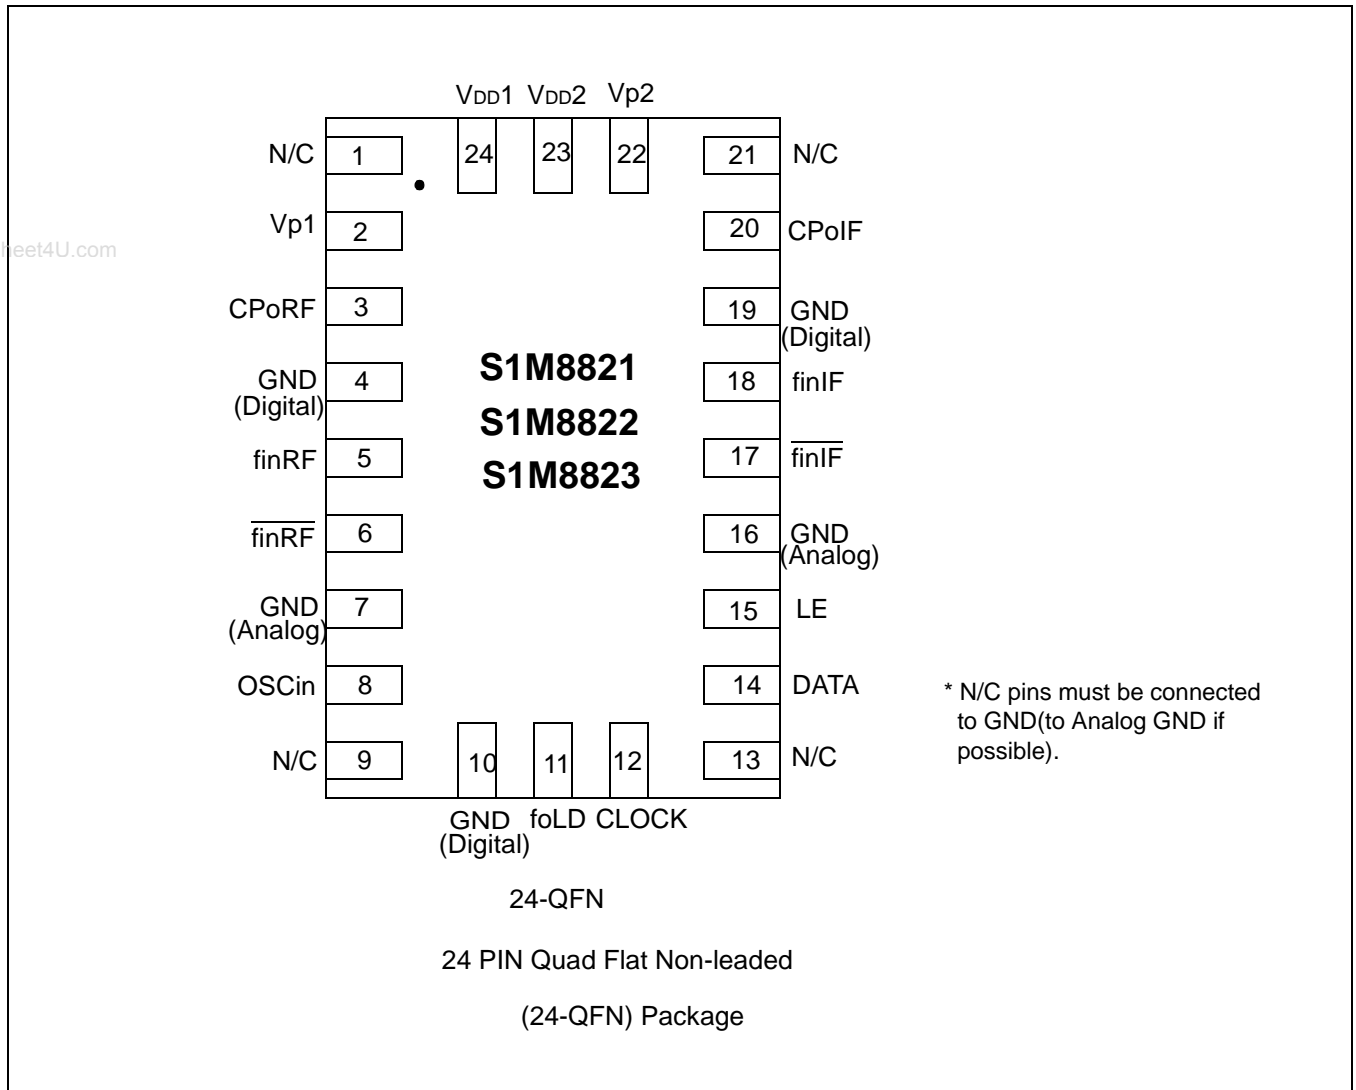 VDD1 VDD2 Vp2
N/C 1 24 23 22 21 N/C
Vp1 2 20 CPoIF
heet4U.com
CPoRF 3 19 GND
(Digital)
S1M8821
GND 4 18 finIF
(Digital)
S1M8822
finRF 5 17 finIF
S1M8823
finRF 6 16 GND
(Analog)
GND 7 15 LE
(Analog)
OSCin 8 14 DATA
* N/C pins must be connected
to GND(to Analog GND if
possible).
N/C 9 10 11 12 13 N/C
GND foLD CLOCK
(Digital)
24-QFN
24 PIN Quad Flat Non-leaded
(24-QFN) Package